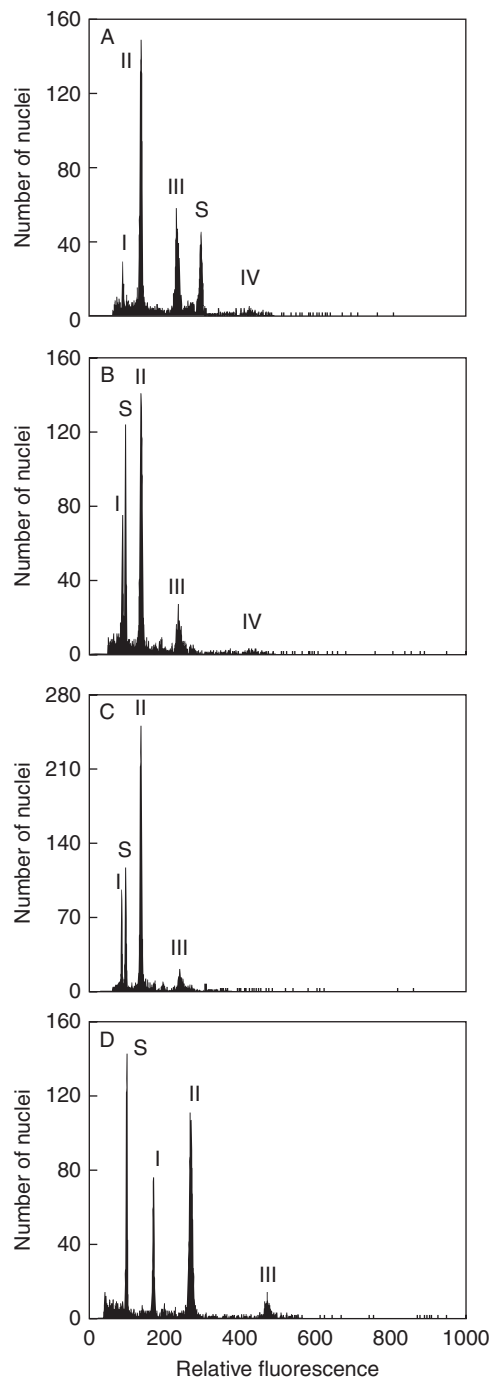 Number of nuclei
160
120
80
40
0
A
II
I
III
S
IV
Number of nuclei
160
120
80
40
0
B
II
S
I
III
IV
Number of nuclei
280
210
140
70
0
C
II
S
I
III
Number of nuclei
160
120
80
40
0
D
S
II
I
III
0 200 400 600 800 1000
Relative fluorescence